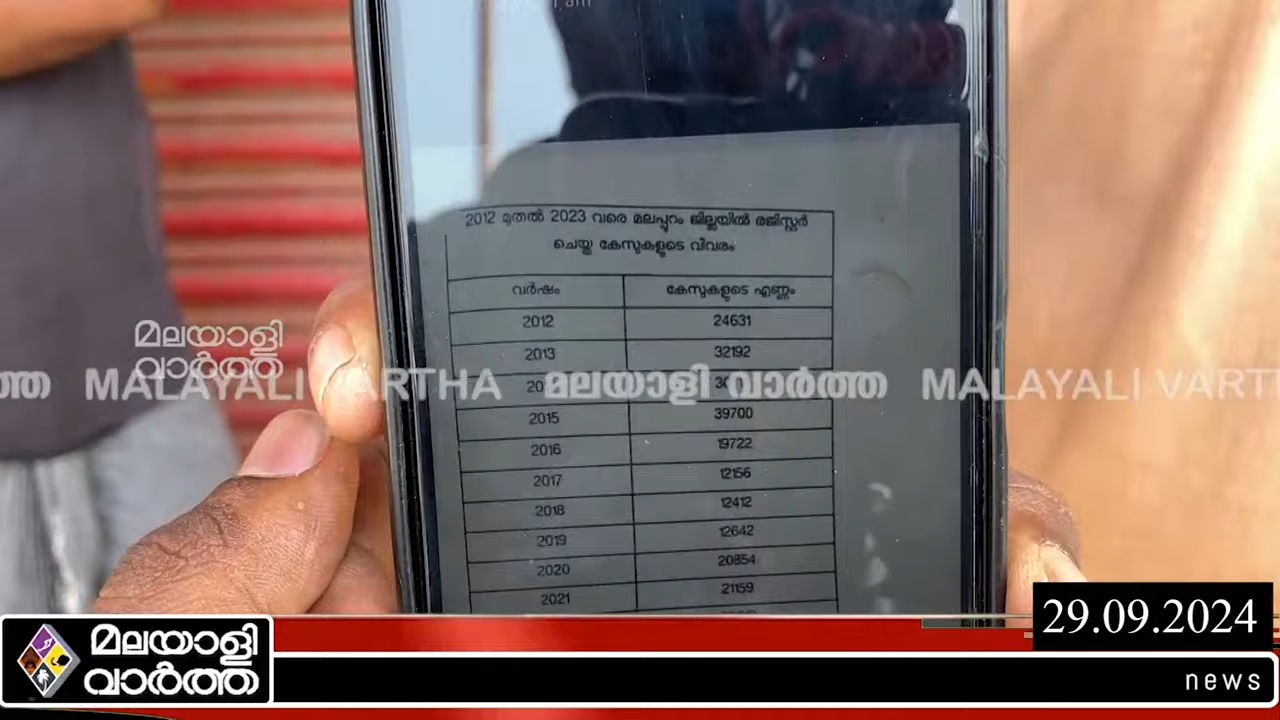 2012 മുതൽ 2023 വരെ മലപ്പുറം ജില്ലയിൽ രജിസ്റ്റർ
ചെയ്ത കേസുകളുടെ വിവരം
വർഷം കേസുകളുടെ എണ്ണം
2012 24631
2013 32192
2015 39700
2016 19722
2017 12156
2018 12412
2019 12642
2020 20854
2021 21159
മലയാളി
വാർത്ത
MALAYALI VARTHA മലയാളി വാർത്ത MALAYALI VARTHA
29.09.2024
മലയാളി
വാർത്ത
news